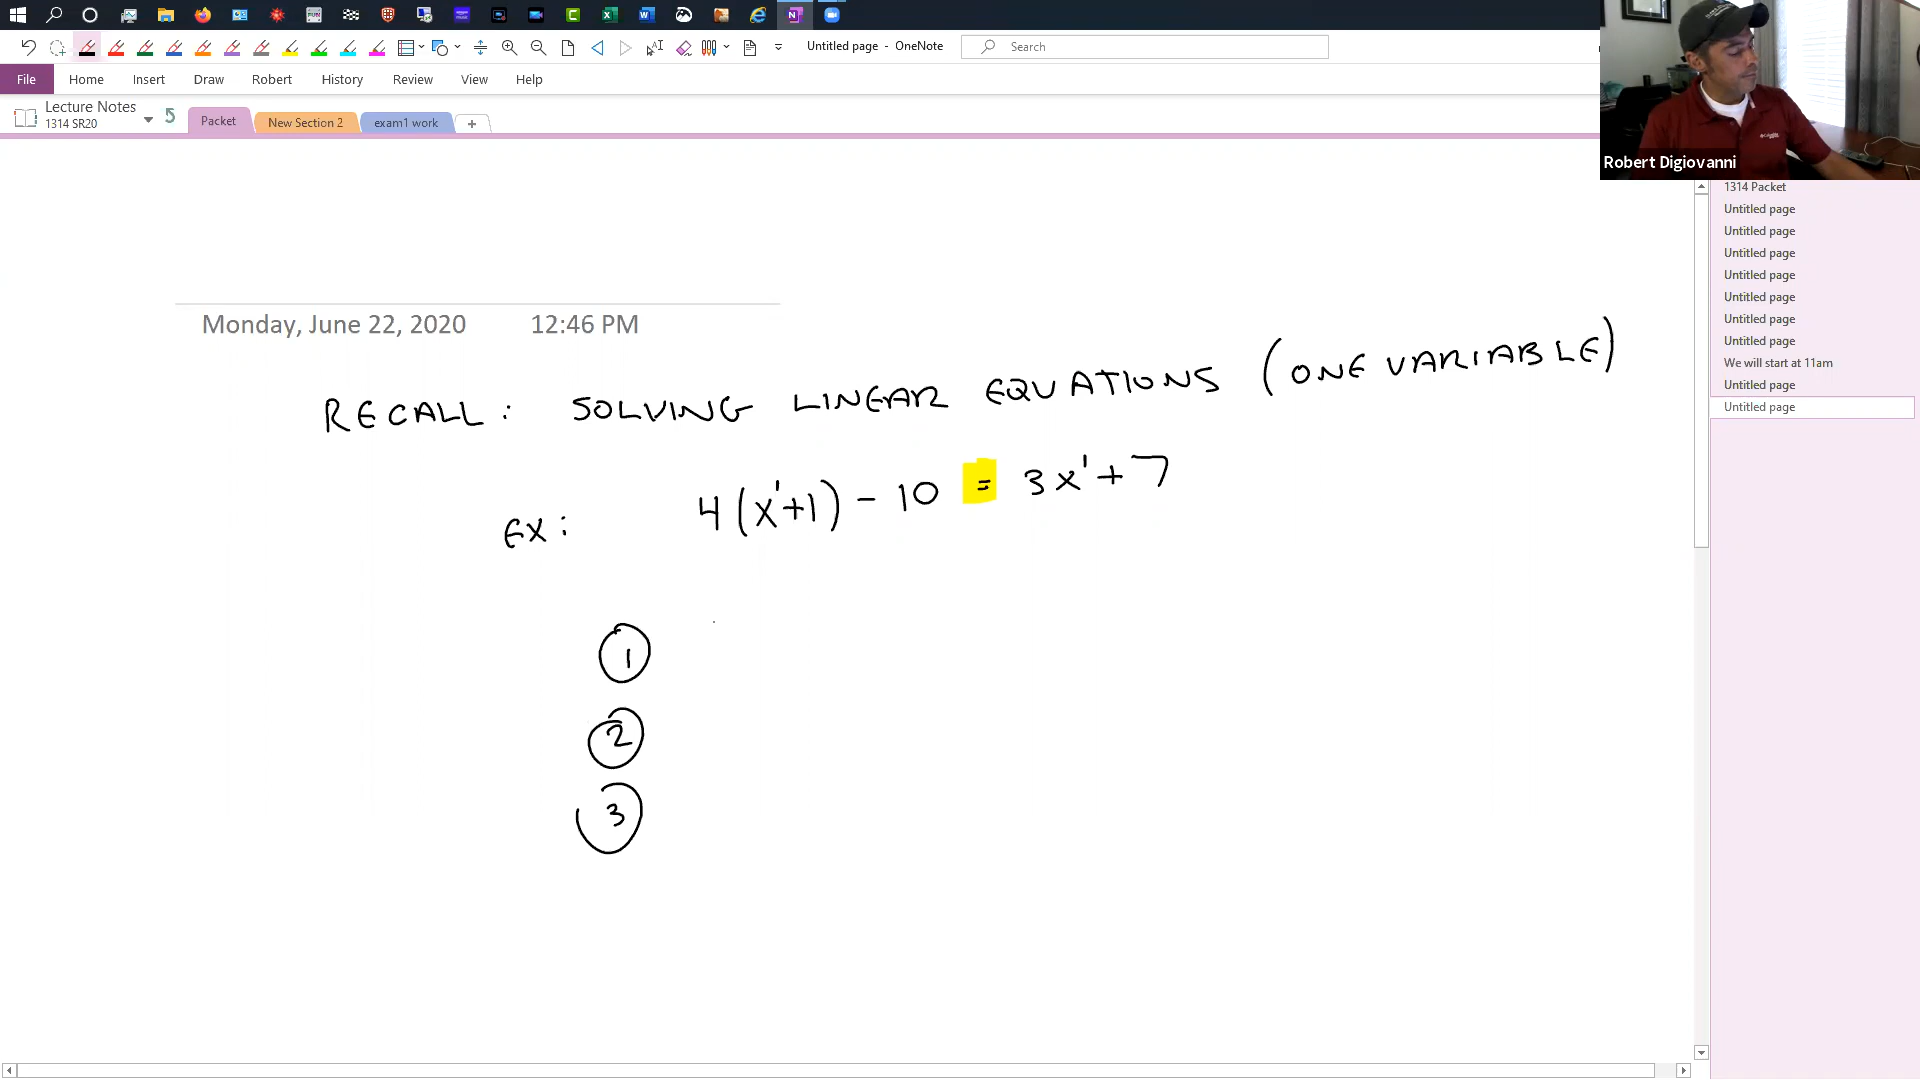 Untitled page - OneNote
Search
File Home Insert Draw Robert History Review View Help
Lecture Notes
1314 SR20
Packet New Section 2 exam1 work
Robert Digiovanni
1314 Packet
Untitled page
Untitled page
Untitled page
Untitled page
Untitled page
Untitled page
Untitled page
We will start at 11am
Untitled page
Untitled page
Monday, June 22, 2020 12:46 PM
RECALL: SOLVING LINEAR EQUATIONS (ONE VARIABLE)
EX: 4(x'+1) - 10 = 3x' + 7
1
2
3